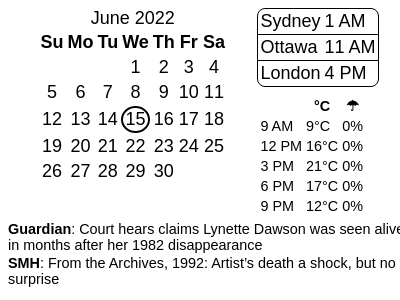 June 2022
Su Mo Tu We Th Fr Sa
1 2 3 4
5 6 7 8 9 10 11
12 13 14 15 16 17 18
19 20 21 22 23 24 25
26 27 28 29 30
Sydney 1 AM
Ottawa 11 AM
London 4 PM
°C ☂
9 AM 9°C 0%
12 PM 16°C 0%
3 PM 21°C 0%
6 PM 17°C 0%
9 PM 12°C 0%
Guardian: Court hears claims Lynette Dawson was seen alive
in months after her 1982 disappearance
SMH: From the Archives, 1992: Artist’s death a shock, but no
surprise